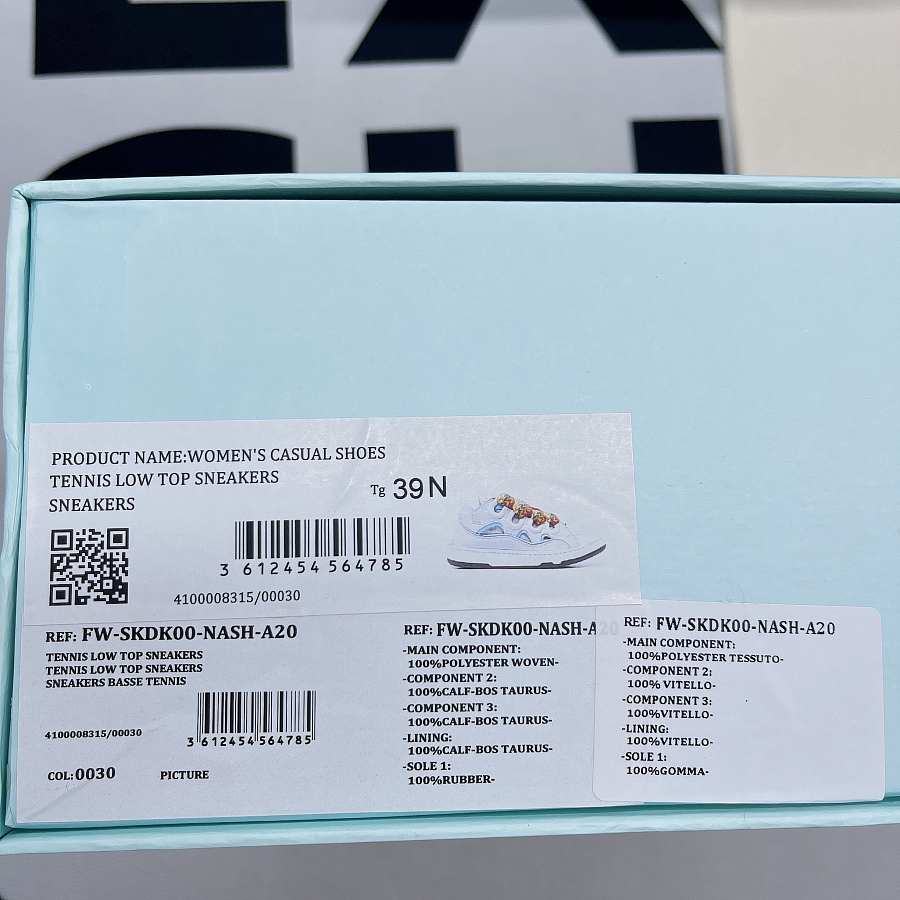 PRODUCT NAME:WOMEN'S CASUAL SHOES
TENNIS LOW TOP SNEAKERS
SNEAKERS
Tg 39 N
3 612454 564785
4100008315/00030
REF: FW-SKDK00-NASH-A20
TENNIS LOW TOP SNEAKERS
TENNIS LOW TOP SNEAKERS
SNEAKERS BASSE TENNIS
4100008315/00030
3 612454 564785
COL:0030 PICTURE
REF: FW-SKDK00-NASH-A20
-MAIN COMPONENT:
100%POLYESTER WOVEN-
-COMPONENT 2:
100%CALF-BOS TAURUS-
-COMPONENT 3:
100%CALF-BOS TAURUS-
-LINING:
100%CALF-BOS TAURUS-
-SOLE 1:
100%RUBBER-
REF: FW-SKDK00-NASH-A20
-MAIN COMPONENT:
100%POLYESTER TESSUTO-
-COMPONENT 2:
100% VITELLO-
-COMPONENT 3:
100%VITELLO-
-LINING:
100%VITELLO-
-SOLE 1:
100%GOMMA-